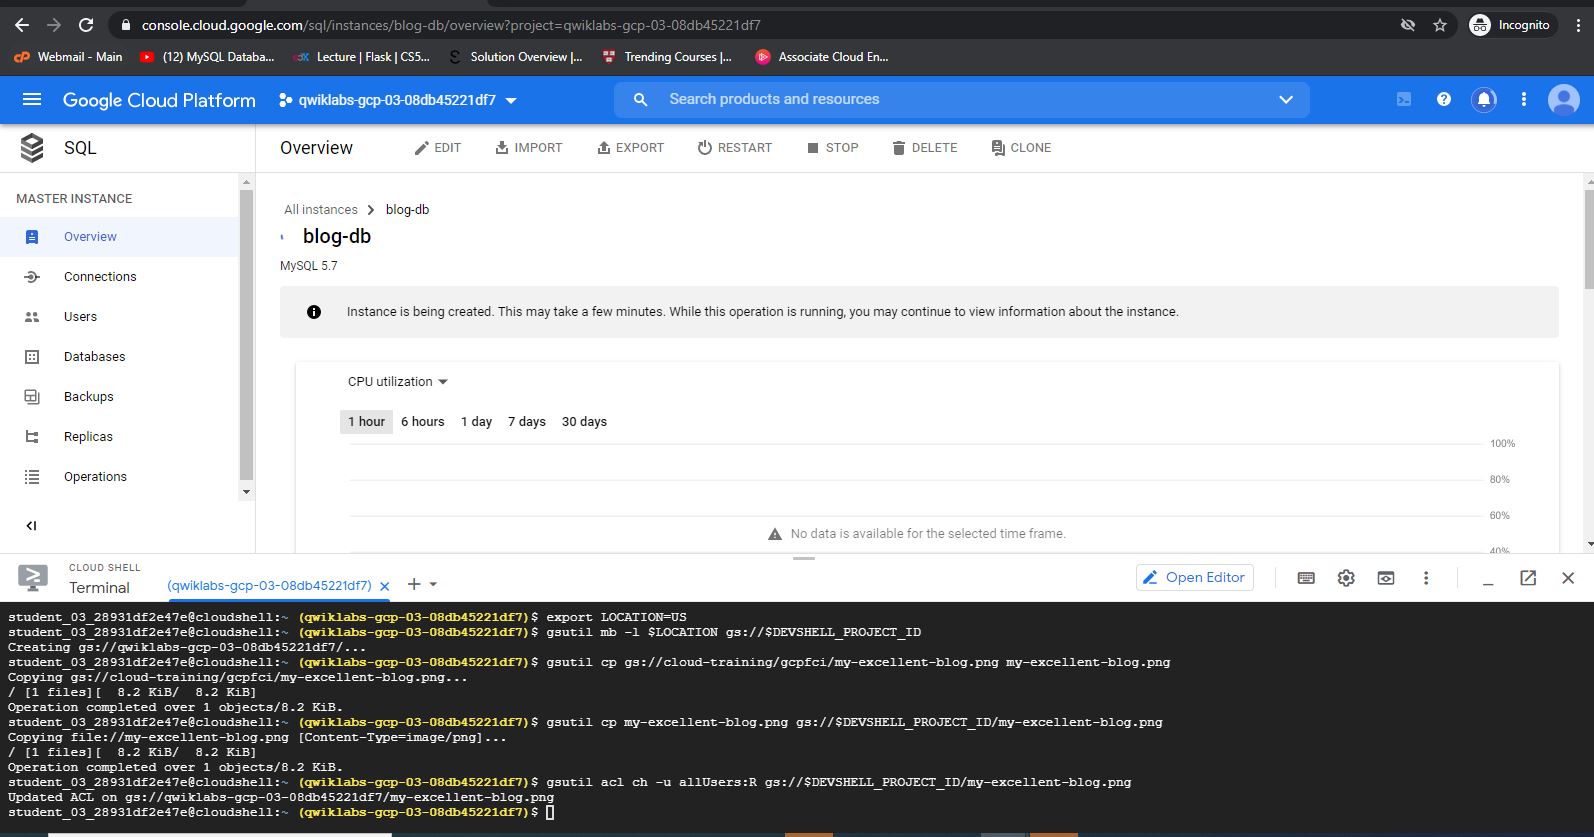 console.cloud.google.com/sql/instances/blog-db/overview?project=qwiklabs-gcp-03-08db45221df7
Incognito
cP Webmail - Main
(12) MySQL Databa...
Lecture | Flask | CS5...
Solution Overview |...
Trending Courses |...
Associate Cloud En...
Google Cloud Platform
qwiklabs-gcp-03-08db45221df7
Search products and resources
SQL
Overview
EDIT
IMPORT
EXPORT
RESTART
STOP
DELETE
CLONE
MASTER INSTANCE
Overview
Connections
Users
Databases
Backups
Replicas
Operations
All instances
blog-db
blog-db
MySQL 5.7
Instance is being created. This may take a few minutes. While this operation is running, you may continue to view information about the instance.
CPU utilization
1 hour 6 hours 1 day 7 days 30 days
100%
80%
60%
No data is available for the selected time frame.
40%
CLOUD SHELL
Terminal
(qwiklabs-gcp-03-08db45221df7)
Open Editor
student_03_28931df2e47e@cloudshell:~ (qwiklabs-gcp-03-08db45221df7)$ export LOCATION=US
student_03_28931df2e47e@cloudshell:~ (qwiklabs-gcp-03-08db45221df7)$ gsutil mb -l $LOCATION gs://$DEVSHELL_PROJECT_ID
Creating gs://qwiklabs-gcp-03-08db45221df7/...
student_03_28931df2e47e@cloudshell:~ (qwiklabs-gcp-03-08db45221df7)$ gsutil cp gs://cloud-training/gcpfci/my-excellent-blog.png my-excellent-blog.png
Copying gs://cloud-training/gcpfci/my-excellent-blog.png...
/ [1 files][  8.2 KiB/  8.2 KiB]
Operation completed over 1 objects/8.2 KiB.
student_03_28931df2e47e@cloudshell:~ (qwiklabs-gcp-03-08db45221df7)$ gsutil cp my-excellent-blog.png gs://$DEVSHELL_PROJECT_ID/my-excellent-blog.png
Copying file://my-excellent-blog.png [Content-Type=image/png]...
/ [1 files][  8.2 KiB/  8.2 KiB]
Operation completed over 1 objects/8.2 KiB.
student_03_28931df2e47e@cloudshell:~ (qwiklabs-gcp-03-08db45221df7)$ gsutil acl ch -u allUsers:R gs://$DEVSHELL_PROJECT_ID/my-excellent-blog.png
Updated ACL on gs://qwiklabs-gcp-03-08db45221df7/my-excellent-blog.png
student_03_28931df2e47e@cloudshell:~ (qwiklabs-gcp-03-08db45221df7)$